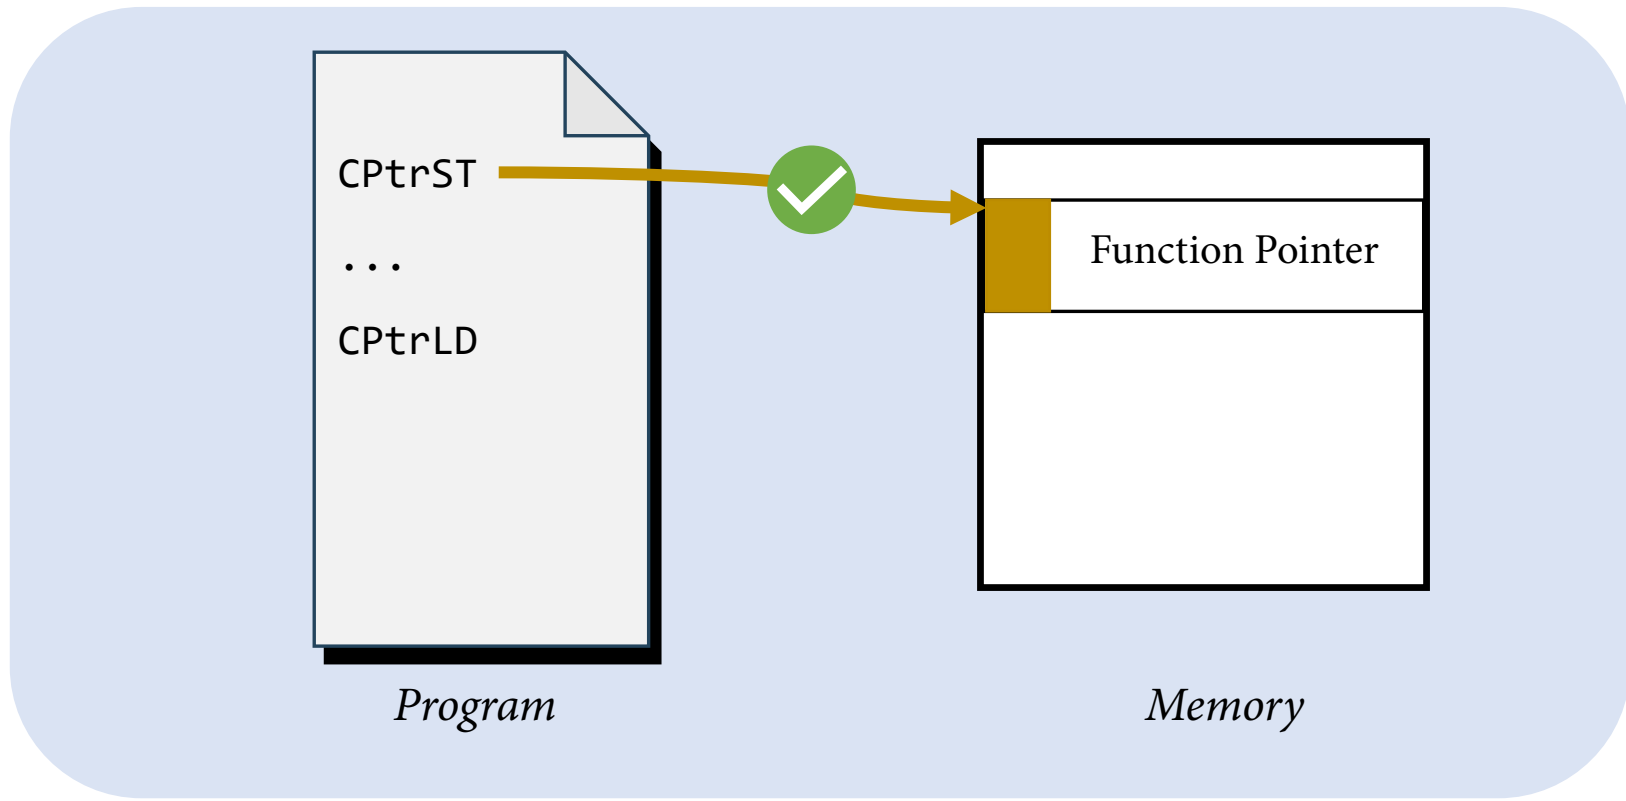 CPtrST
...
CPtrLD
Function Pointer
Program
Memory